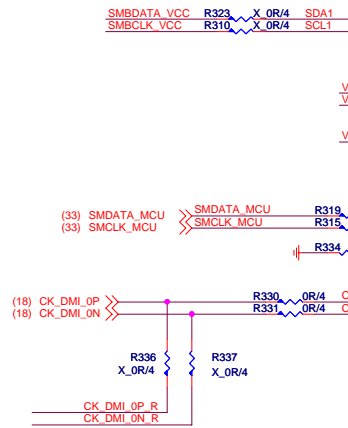 SMBDATA_VCC R323 X_0R/4 SDA1
SMBCLK_VCC R310 X_0R/4 SCL1
V
V
V
(33) SMDATA_MCU SMDATA_MCU R319
(33) SMCLK_MCU SMCLK_MCU R315
R334
(18) CK_DMI_0P R330 0R/4 C
(18) CK_DMI_0N R331 0R/4 C
R336 R337
X_0R/4 X_0R/4
CK_DMI_0P_R
CK_DMI_0N_R